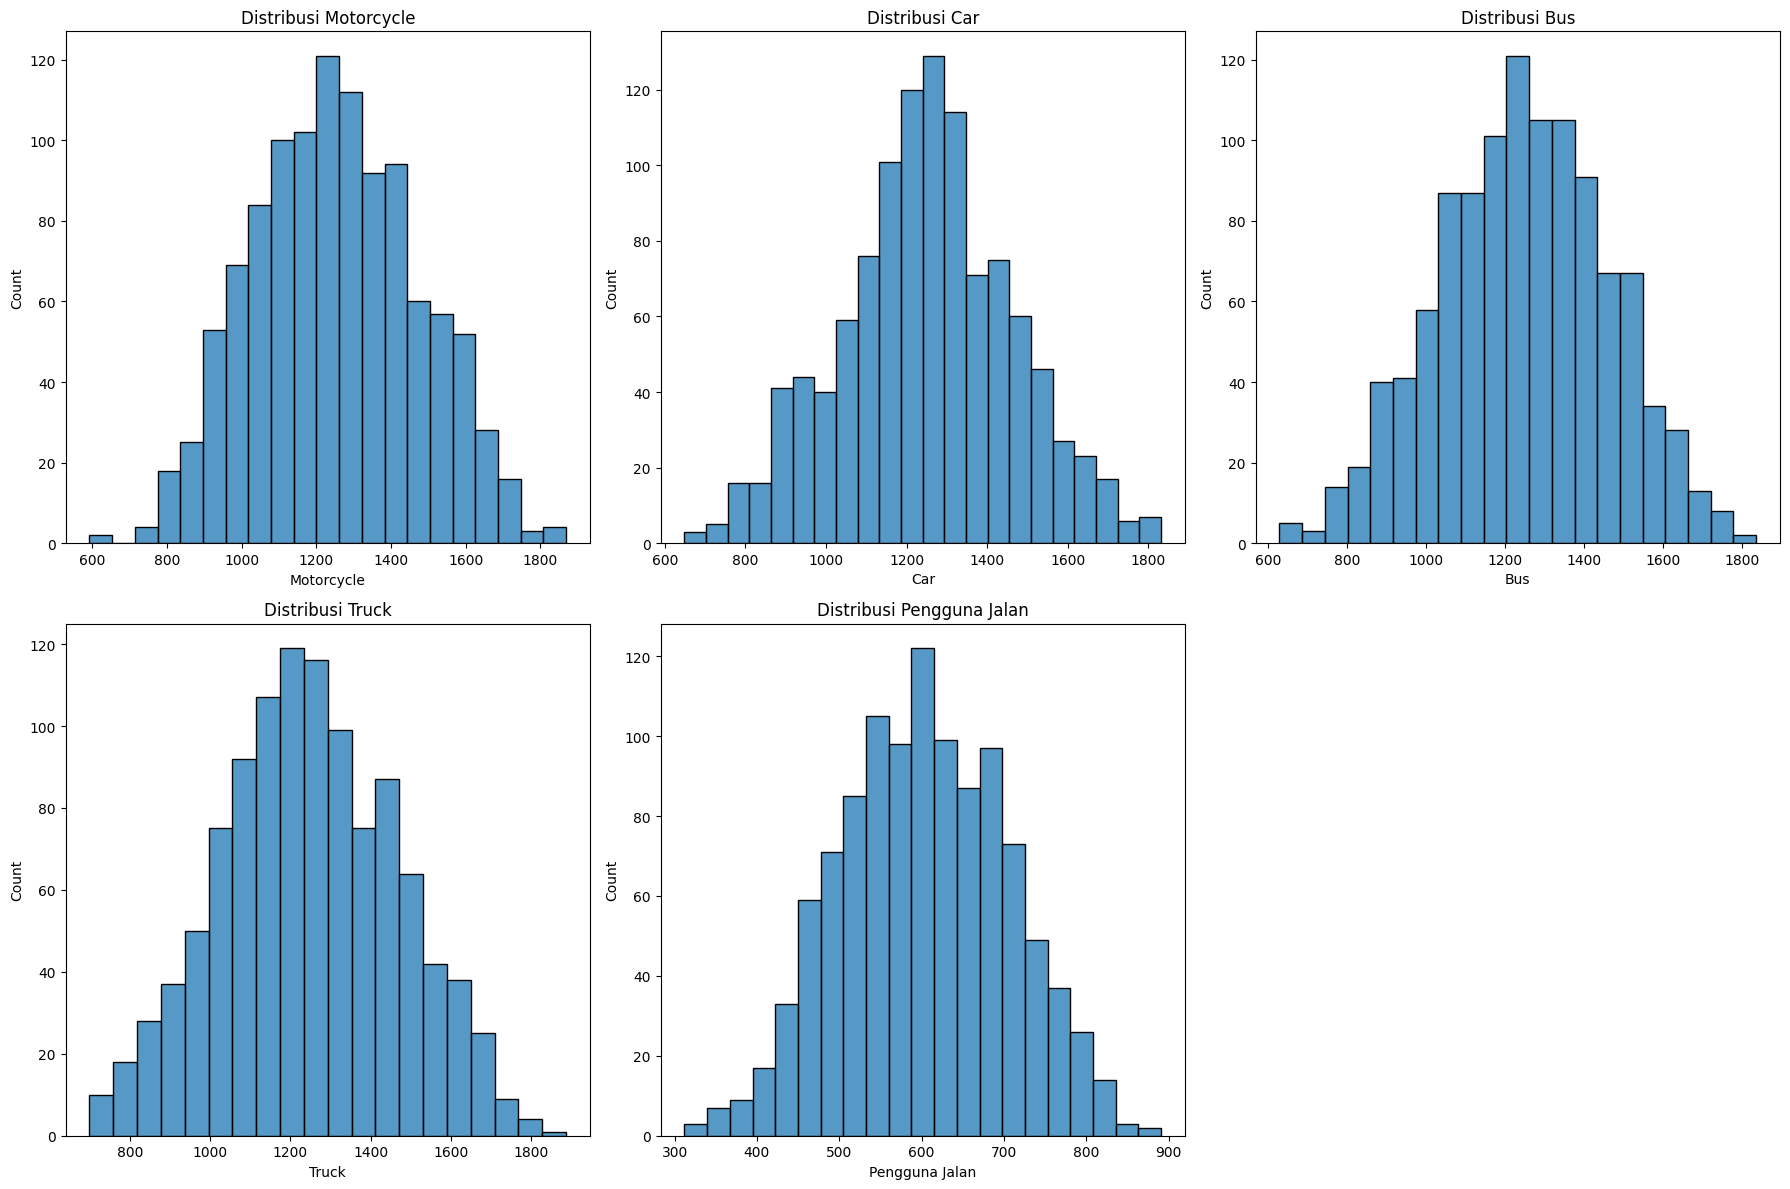 Distribusi Motorcycle
120
100
80
60
40
20
0
Count
600 800 1000 1200 1400 1600 1800
Motorcycle
Distribusi Car
120
100
80
60
40
20
0
Count
600 800 1000 1200 1400 1600 1800
Car
Distribusi Bus
120
100
80
60
40
20
0
Count
600 800 1000 1200 1400 1600 1800
Bus
Distribusi Truck
120
100
80
60
40
20
0
Count
800 1000 1200 1400 1600 1800
Truck
Distribusi Pengguna Jalan
120
100
80
60
40
20
0
Count
300 400 500 600 700 800 900
Pengguna Jalan